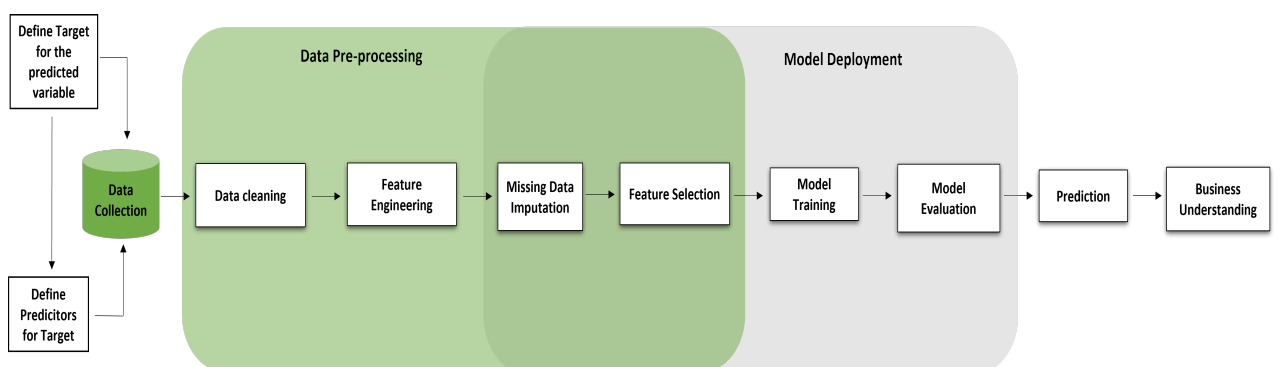 Define Target
for the
predicted
variable
Data Pre-processing
Model Deployment
Data
Collection
Data cleaning
Feature
Engineering
Missing Data
Imputation
Feature Selection
Model
Training
Model
Evaluation
Prediction
Business
Understanding
Define
Predicitors
for Target